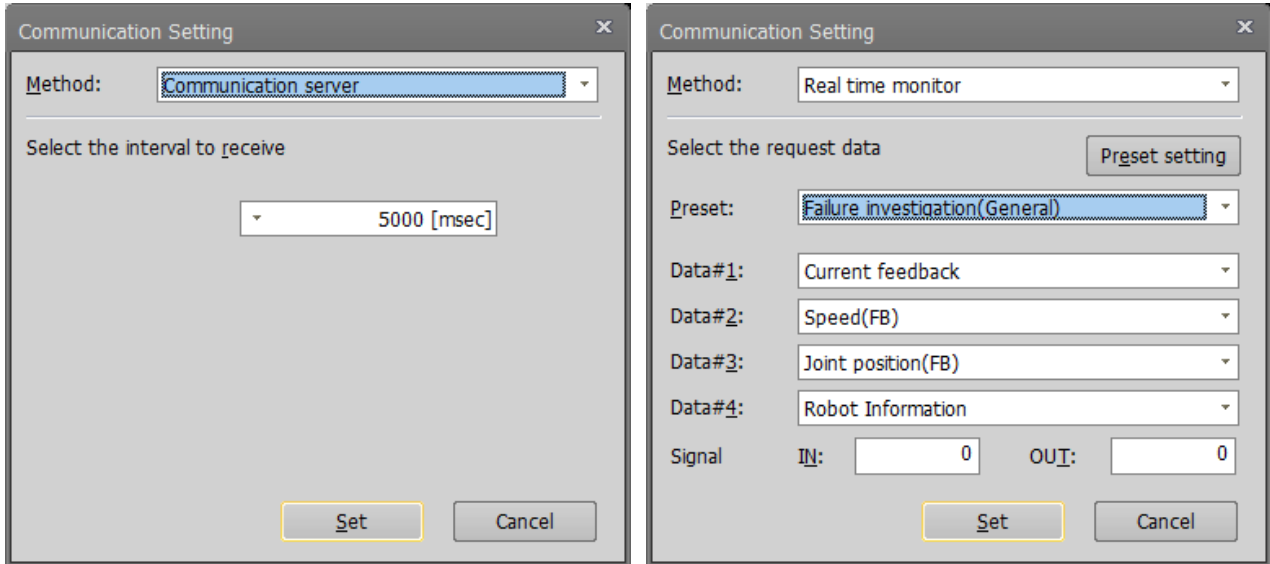 Communication Setting x
Method: Communication server
Select the interval to receive
5000 [msec]
Set Cancel
Communication Setting x
Method: Real time monitor
Select the request data Preset setting
Preset: Failure investigation(General)
Data#1: Current feedback
Data#2: Speed(FB)
Data#3: Joint position(FB)
Data#4: Robot Information
Signal IN: 0 OUT: 0
Set Cancel